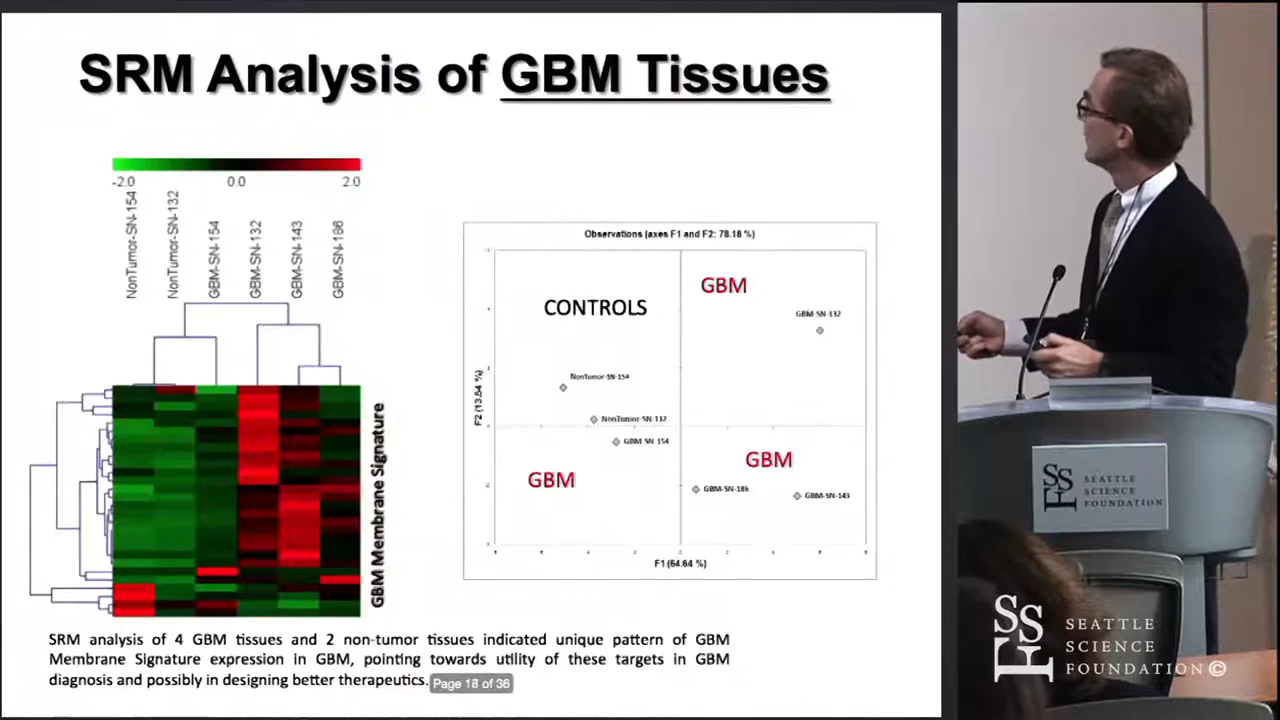 SRM Analysis of GBM Tissues
-2.0 0.0 2.0
NonTumor-SN-154
NonTumor-SN-132
GBM-SN-154
GBM-SN-132
GBM-SN-143
GBM-SN-186
GBM Membrane Signature
Observations (axes F1 and F2: 78.18 %)
CONTROLS
GBM
GBM-SN-132
NonTumor-SN-154
NonTumor-SN-132
GBM-SN-154
GBM
GBM
GBM-SN-186
GBM-SN-143
F2 (13.54 %)
F1 (64.64 %)
SRM analysis of 4 GBM tissues and 2 non-tumor tissues indicated unique pattern of GBM
Membrane Signature expression in GBM, pointing towards utility of these targets in GBM
diagnosis and possibly in designing better therapeutics.
Page 18 of 36
SSF
SEATTLE
SCIENCE
FOUNDATION
SSF
SEATTLE
SCIENCE
FOUNDATION©